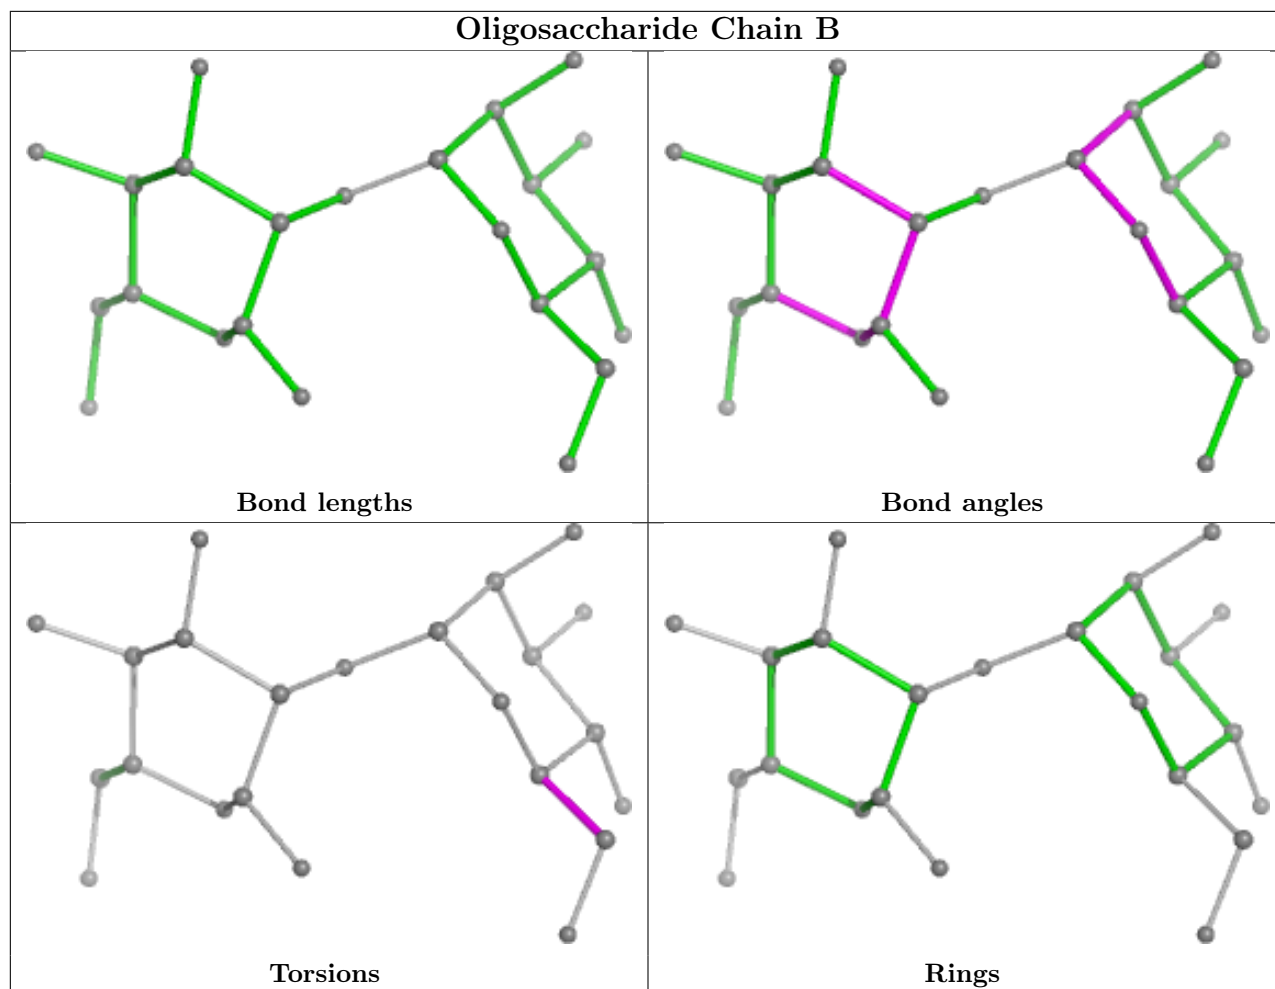 Oligosaccharide Chain B
Bond lengths
Bond angles
Torsions
Rings